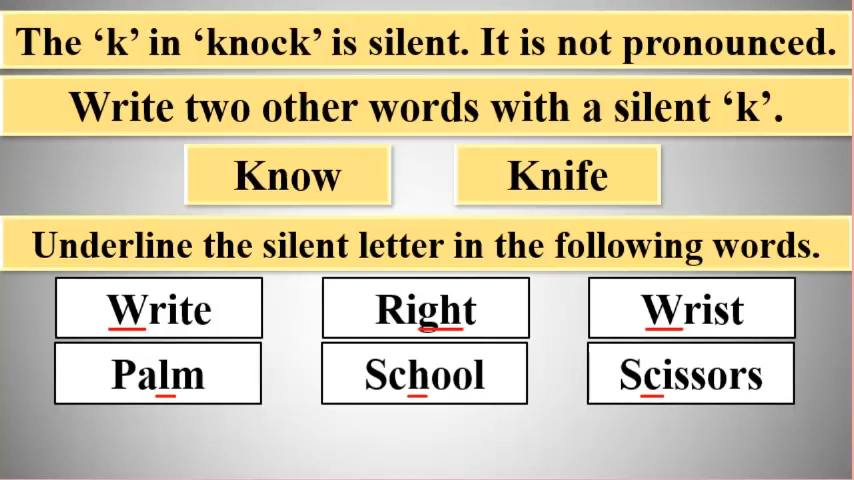 The ‘k’ in ‘knock’ is silent. It is not pronounced.
Write two other words with a silent ‘k’.
Know Knife
Underline the silent letter in the following words.
Write Right Wrist
Palm School Scissors